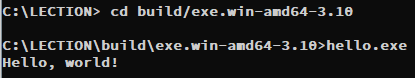 C:\LECTION> cd build/exe.win-amd64-3.10
C:\LECTION\build\exe.win-amd64-3.10>hello.exe
Hello, world!